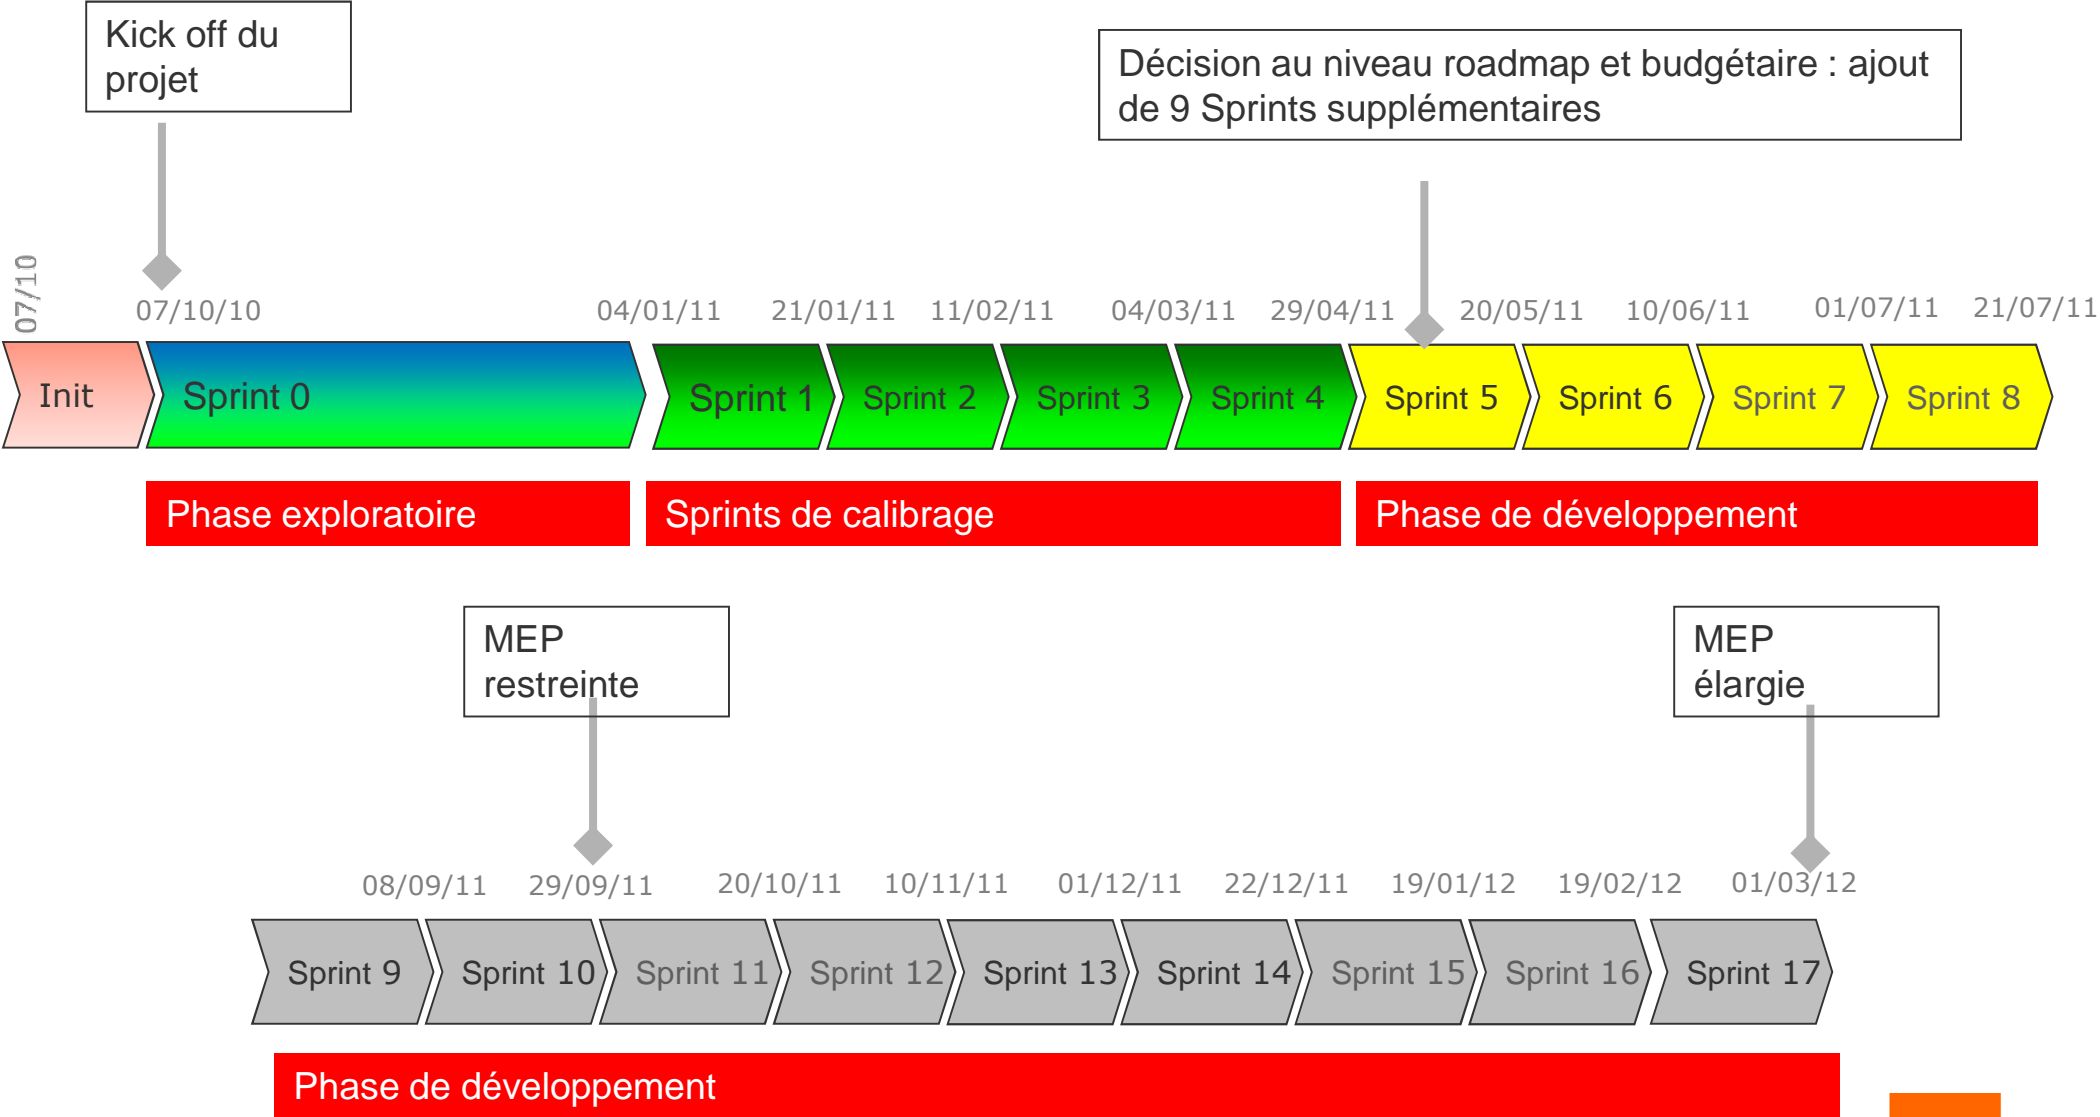 Kick off du
projet
Décision au niveau roadmap et budgétaire : ajout
de 9 Sprints supplémentaires
07/10
07/10/10
04/01/11
21/01/11
11/02/11
04/03/11
29/04/11
20/05/11
10/06/11
01/07/11
21/07/11
Init
Sprint 0
Sprint 1
Sprint 2
Sprint 3
Sprint 4
Sprint 5
Sprint 6
Sprint 7
Sprint 8
Phase exploratoire
Sprints de calibrage
Phase de développement
MEP
restreinte
MEP
élargie
08/09/11
29/09/11
20/10/11
10/11/11
01/12/11
22/12/11
19/01/12
19/02/12
01/03/12
Sprint 9
Sprint 10
Sprint 11
Sprint 12
Sprint 13
Sprint 14
Sprint 15
Sprint 16
Sprint 17
Phase de développement